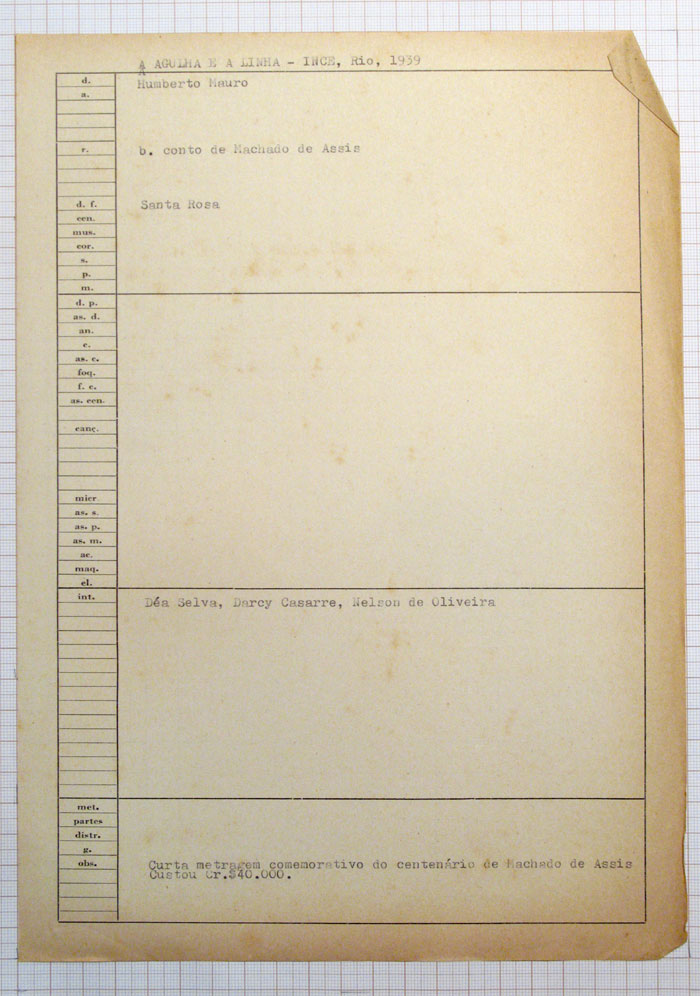 A AGULHA E A LINHA - INCE, Rio, 1939
d. Humberto Mauro
a.
r. b. conto de Machado de Assis
d. f. Santa Rosa
cen.
mus.
cor.
s.
p.
m.
d. p.
as. d.
an.
c.
as. c.
foq.
f. c.
as. cen.
canç.
micr
as. s.
as. p.
as. m.
ac.
maq.
el.
int. Déa Selva, Darcy Casarre, Nelson de Oliveira
met.
partes
distr.
g.
obs. Curta metragem comemorativo do centenário de Machado de Assis
Custou Cr.$40.000.